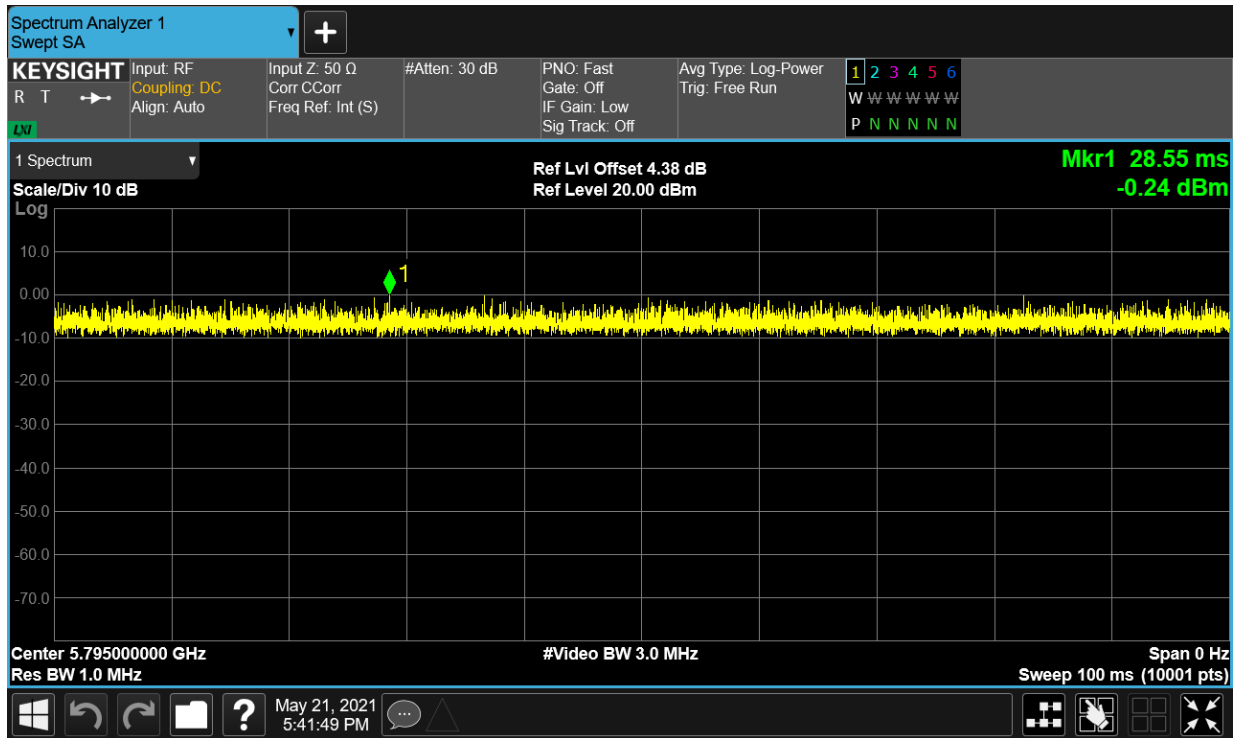 Spectrum Analyzer 1
Swept SA
KEYSIGHT
R T
LXI
Input: RF
Coupling: DC
Align: Auto
Input Z: 50 Ω
Corr CCorr
Freq Ref: Int (S)
#Atten: 30 dB
PNO: Fast
Gate: Off
IF Gain: Low
Sig Track: Off
Avg Type: Log-Power
Trig: Free Run
1 2 3 4 5 6
W W W W W W
P N N N N N
1 Spectrum
Scale/Div 10 dB
Log
Ref Lvl Offset 4.38 dB
Ref Level 20.00 dBm
Mkr1 28.55 ms
-0.24 dBm
10.0
1
0.00
-10.0
-20.0
-30.0
-40.0
-50.0
-60.0
-70.0
Center 5.795000000 GHz
Res BW 1.0 MHz
#Video BW 3.0 MHz
Span 0 Hz
Sweep 100 ms (10001 pts)
?
May 21, 2021
5:41:49 PM